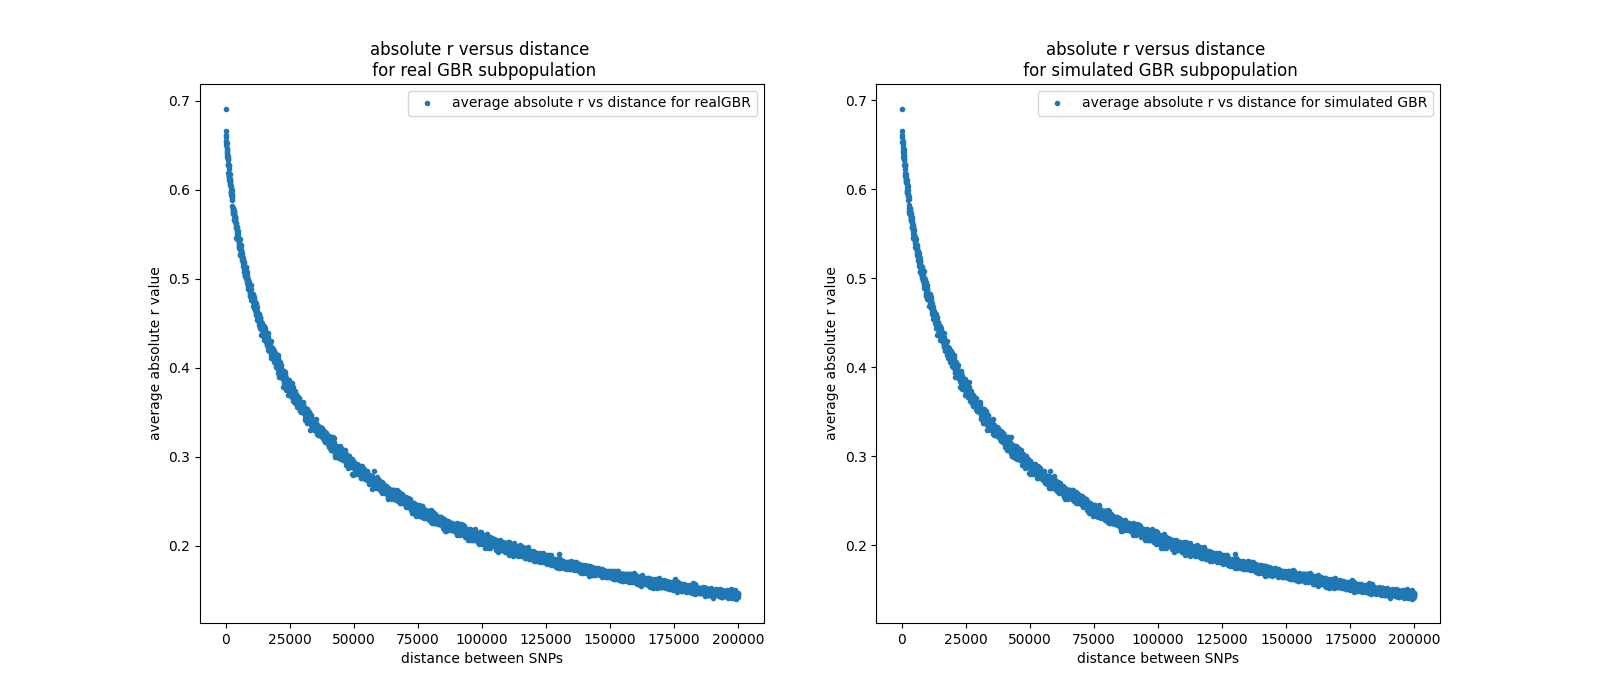 absolute r versus distance
for real GBR subpopulation
average absolute r vs distance for realGBR
0.7
0.6
0.5
0.4
0.3
0.2
average absolute r value
0 25000 50000 75000 100000 125000 150000 175000 200000
distance between SNPs
absolute r versus distance
for simulated GBR subpopulation
average absolute r vs distance for simulated GBR
0.7
0.6
0.5
0.4
0.3
0.2
average absolute r value
0 25000 50000 75000 100000 125000 150000 175000 200000
distance between SNPs